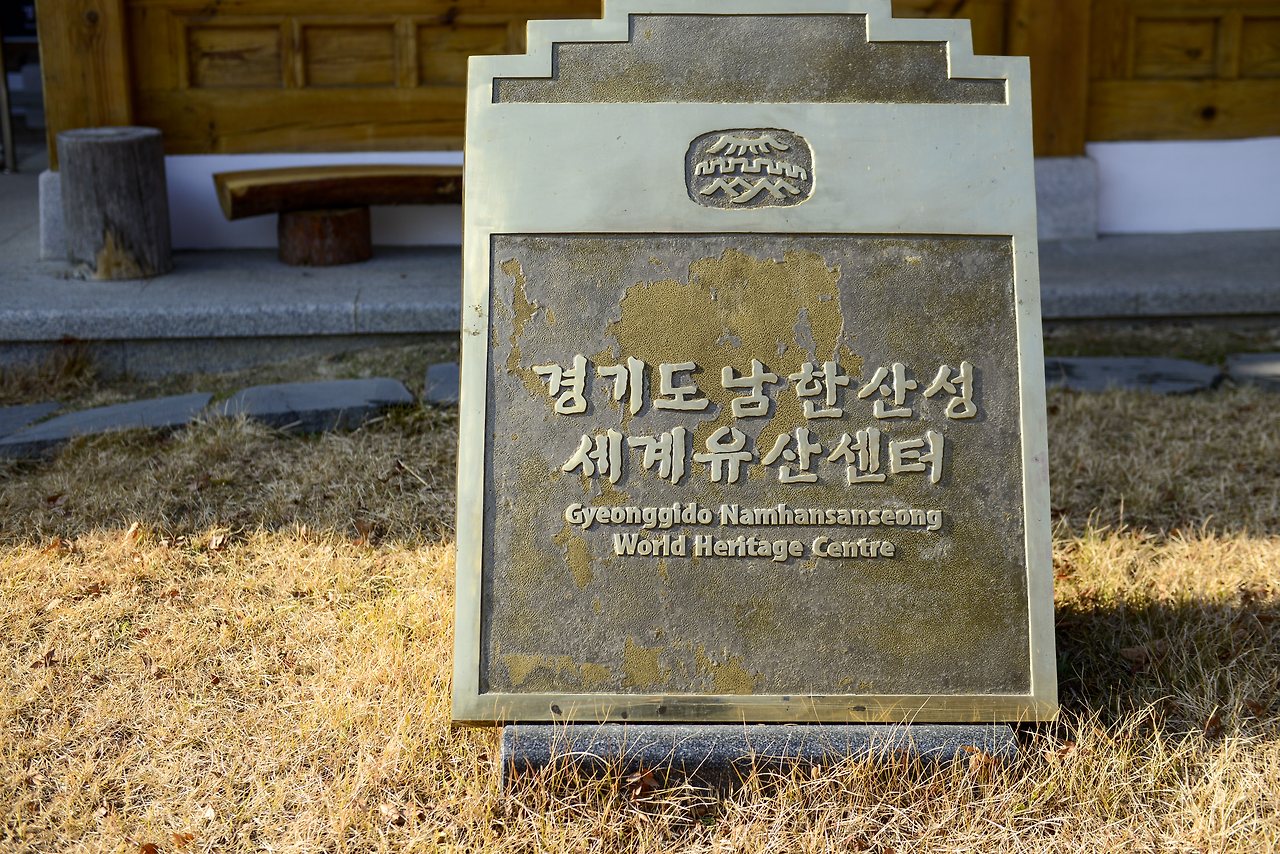 경기도남한산성
세계유산센터
Gyeonggido Namhansanseong
World Heritage Centre